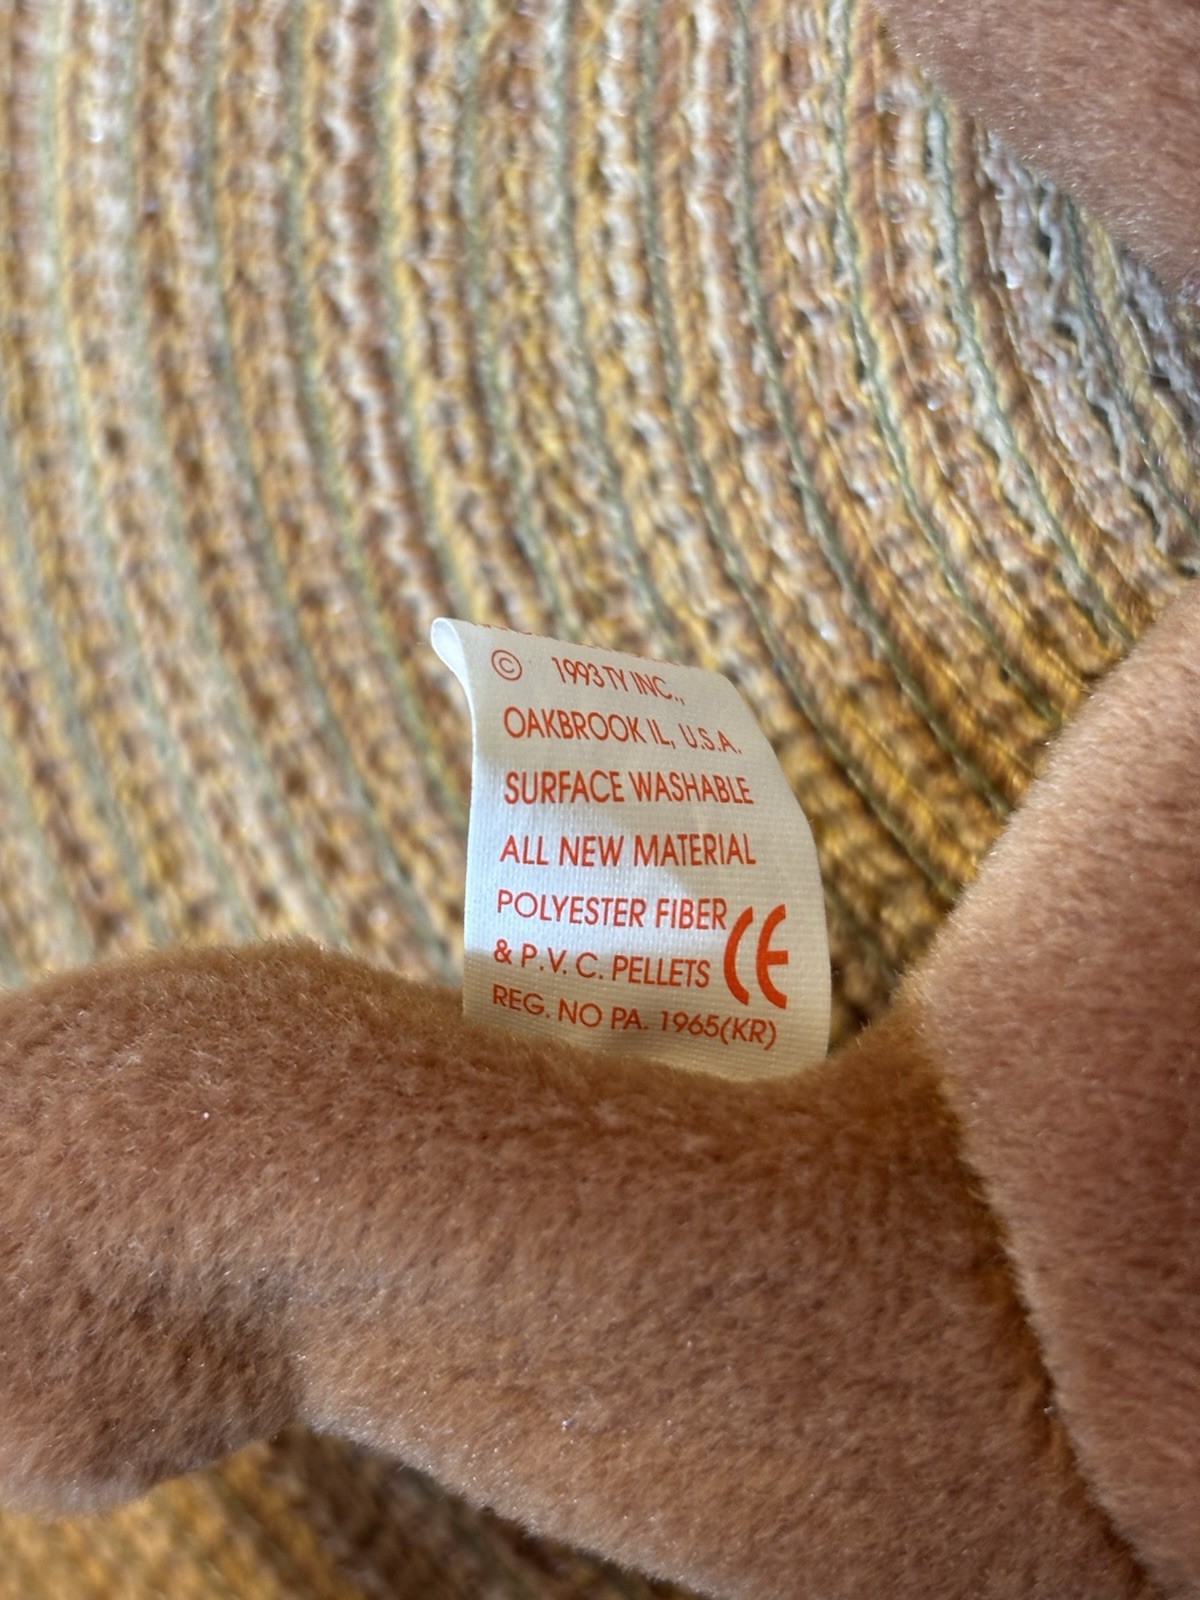 © 1993 TY INC.,
OAKBROOK IL, U.S.A.
SURFACE WASHABLE
ALL NEW MATERIAL
POLYESTER FIBER
& P.V.C. PELLETS CE
REG. NO PA. 1965(KR)